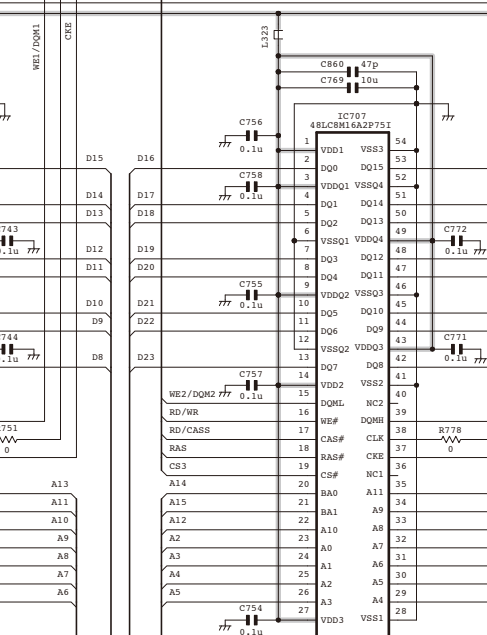 WE1/DQM1
CKE
L323
C860 47p
C769 10u
IC707
48LC8M16A2P75I
C756
0.1u
1 VDD1 VSS3 54
D15 D16 2 DQ0 DQ15 53
C758
0.1u
3 VDDQ1 VSSQ4 52
D14 D17 4 DQ1 DQ14 51
D13 D18 5 DQ2 DQ13 50
C743
0.1u
6 VSSQ1 VDDQ4 49
C772
0.1u
D12 D19 7 DQ3 DQ12 48
D11 D20 8 DQ4 DQ11 47
C755
0.1u
9 VDDQ2 VSSQ3 46
D10 D21 10 DQ5 DQ10 45
D9 D22 11 DQ6 DQ9 44
C744
.1u
12 VSSQ2 VDDQ3 43
C771
0.1u
D8 D23 13 DQ7 DQ8 42
C757
0.1u
14 VDD2 VSS2 41
WE2/DQM2 15 DQML NC2 40
RD/WR 16 WE# DQMH 39
R751
0
RD/CASS 17 CAS# CLK 38
R778
0
RAS 18 RAS# CKE 37
CS3 19 CS# NC1 36
A13 A14 20 BA0 A11 35
A11 A15 21 BA1 A9 34
A10 A12 22 A10 A8 33
A9 A2 23 A0 A7 32
A8 A3 24 A1 A6 31
A7 A4 25 A2 A5 30
A6 A5 26 A3 A4 29
C754
0.1u
27 VDD3 VSS1 28